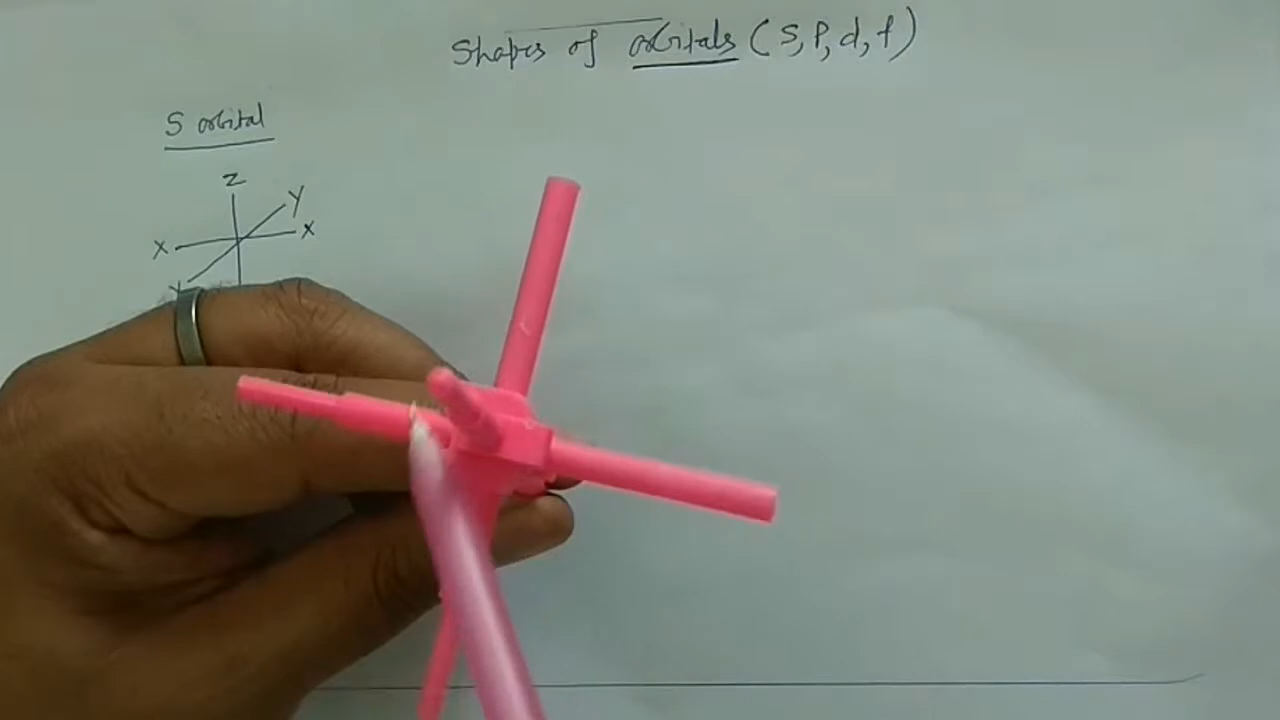 Shapes of orbitals (S, P, d, f)
S orbital
Z
Y
X X
Y